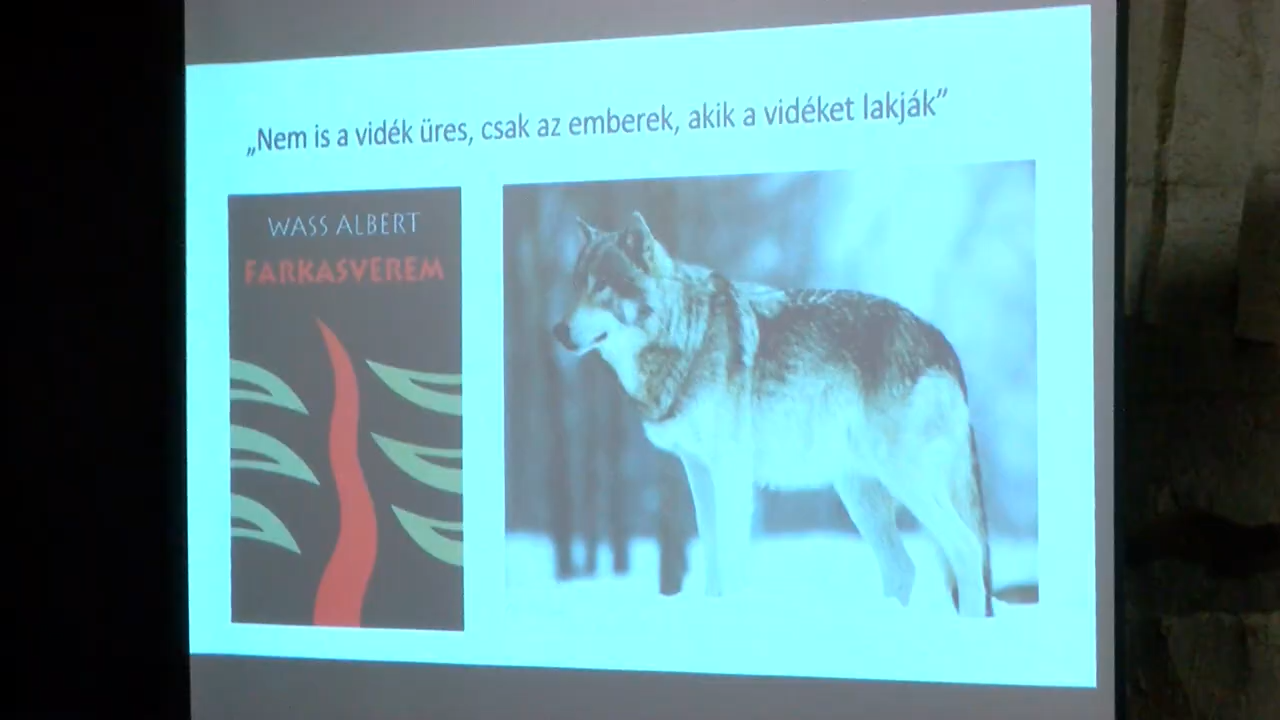 „Nem is a vidék üres, csak az emberek, akik a vidéket lakják”
WASS ALBERT
FARKASVEREM